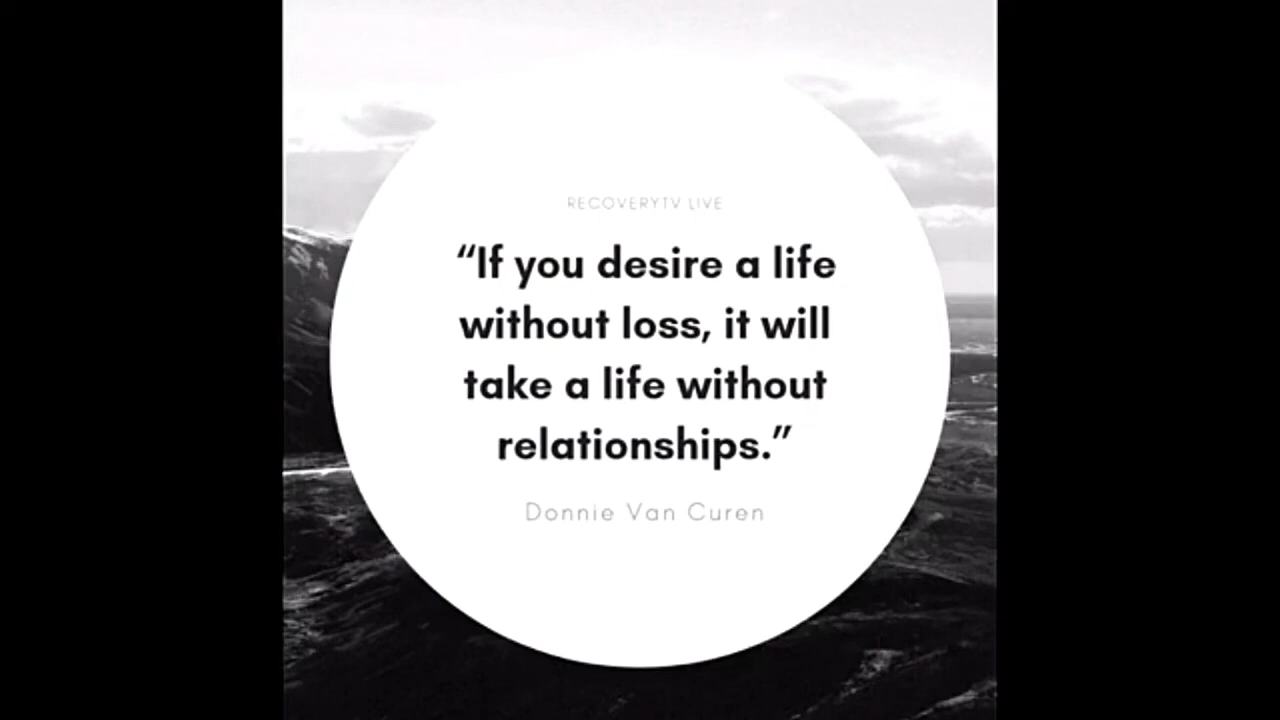 RECOVERYTV LIVE
“If you desire a life
without loss, it will
take a life without
relationships.”
Donnie Van Curen